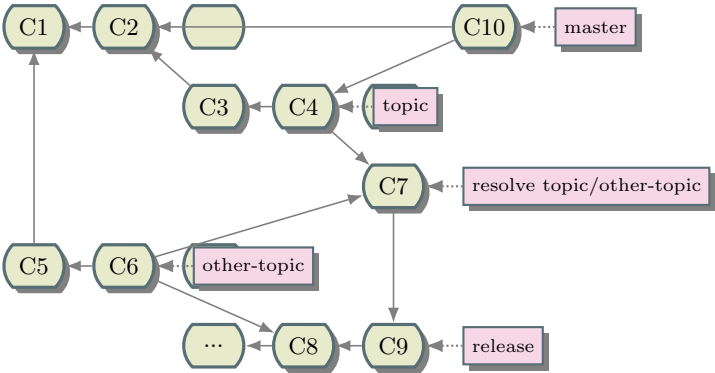 C1
C2
C10
master
C3
C4
topic
C7
resolve topic/other-topic
C5
C6
other-topic
...
C8
C9
release